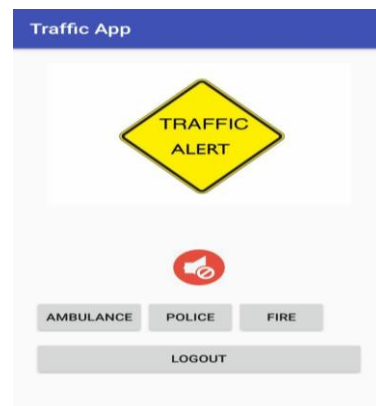 Traffic App
TRAFFIC
ALERT
AMBULANCE POLICE FIRE
LOGOUT